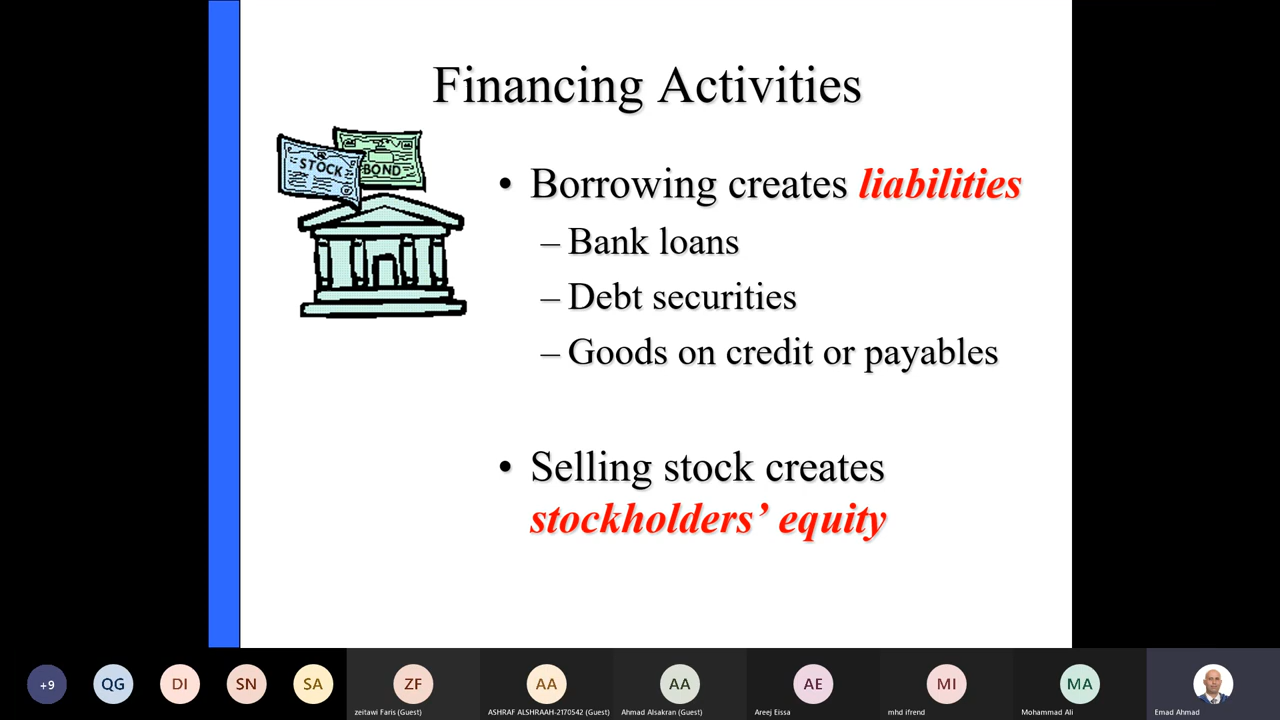 Financing Activities
STOCK
BOND
• Borrowing creates liabilities
– Bank loans
– Debt securities
– Goods on credit or payables
• Selling stock creates
stockholders’ equity
+9
QG
DI
SN
SA
ZF
AA
AA
AE
MI
MA
zeitawi Faris (Guest)
ASHRAF ALSHRAAH-2170542 (Guest)
Ahmad Alsakran (Guest)
Areej Eissa
mhd ifrend
Mohammad Ali
Emad Ahmad